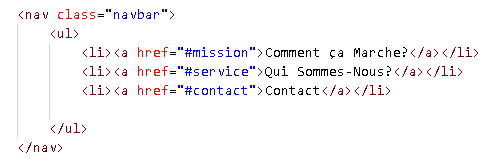 <nav class="navbar">
<ul>
<li><a href="#mission">Comment ça Marche?</a></li>
<li><a href="#service">Qui Sommes-Nous?</a></li>
<li><a href="#contact">Contact</a></li>
</ul>
</nav>